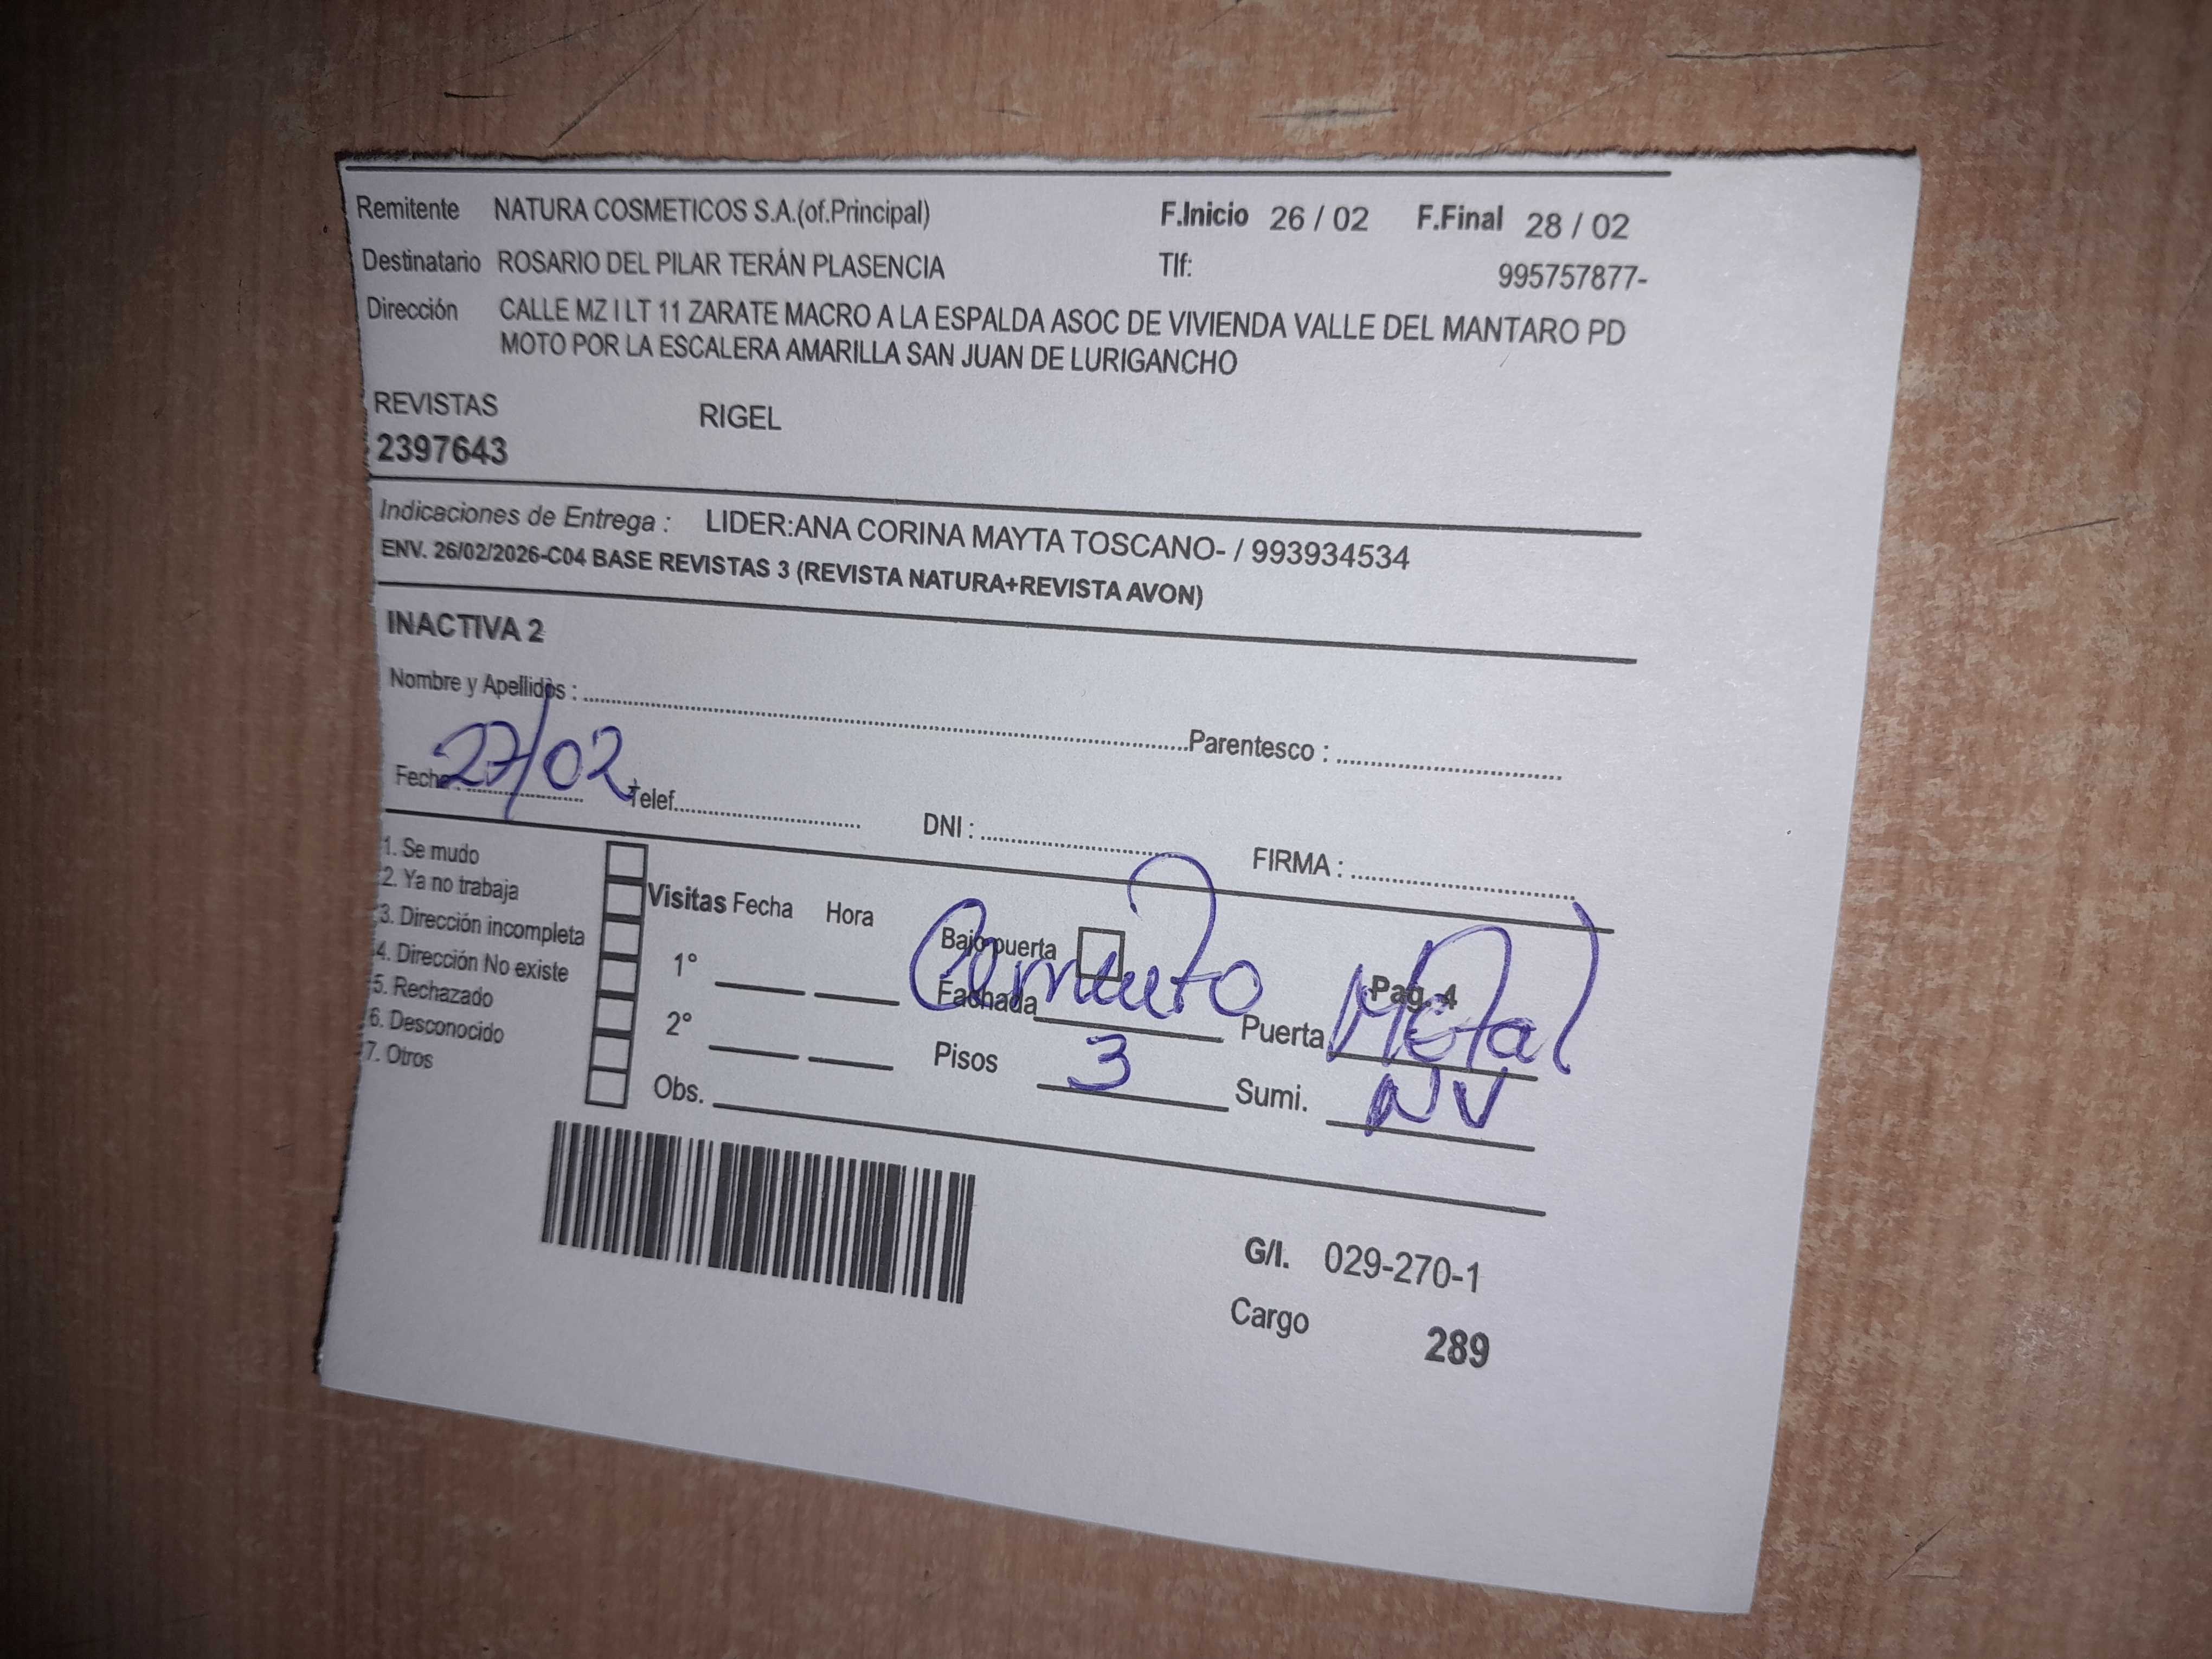 Remitente NATURA COSMETICOS S.A.(of.Principal) F.Inicio 26 / 02 F.Final 28 / 02
Destinatario ROSARIO DEL PILAR TERÁN PLASENCIA Tlf: 995757877-
Dirección CALLE MZ I LT 11 ZARATE MACRO A LA ESPALDA ASOC DE VIVIENDA VALLE DEL MANTARO PD
MOTO POR LA ESCALERA AMARILLA SAN JUAN DE LURIGANCHO
REVISTAS RIGEL
2397643
Indicaciones de Entrega : LIDER:ANA CORINA MAYTA TOSCANO- / 993934534
ENV. 26/02/2026-C04 BASE REVISTAS 3 (REVISTA NATURA+REVISTA AVON)
INACTIVA 2
Nombre y Apellidos : Parentesco :
Fecha : 27/02 Telef. DNI : FIRMA :
1. Se mudo
2. Ya no trabaja
3. Dirección incompleta
4. Dirección No existe
5. Rechazado
6. Desconocido
7. Otros
Visitas Fecha Hora
1°
2°
Obs.
Bajo puerta Pag. 4
Fachada Cemento Puerta Metal
Pisos 3 Sumi. NV
G/I. 029-270-1
Cargo 289